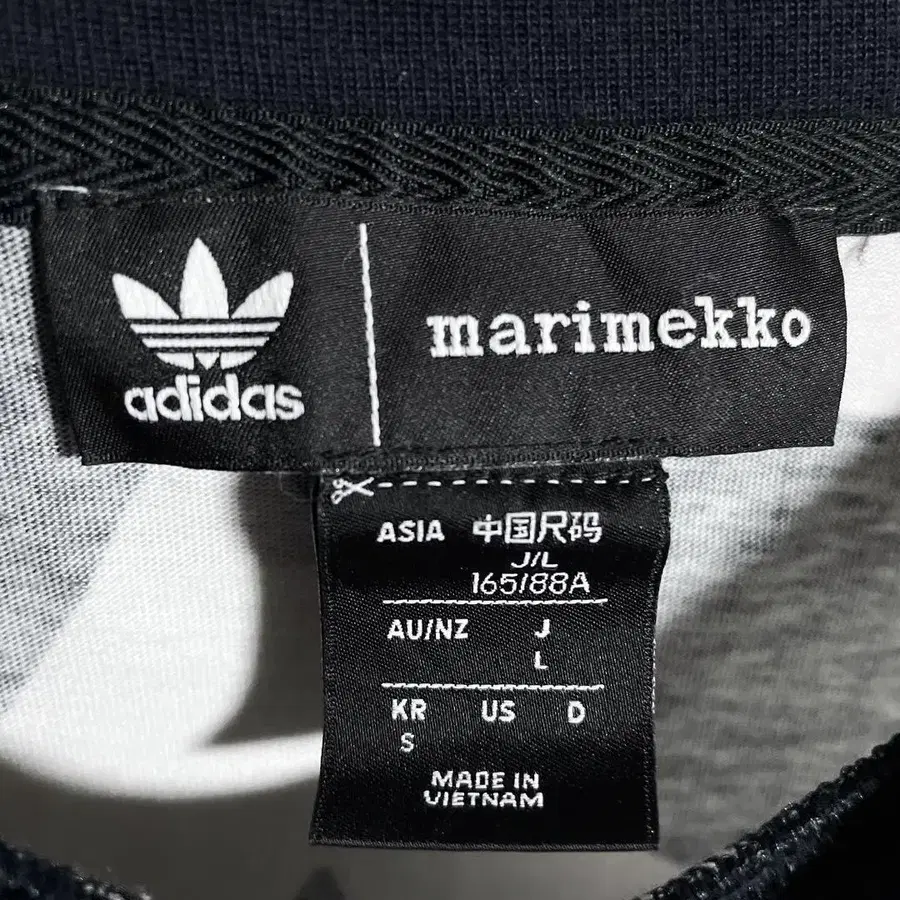 adidas
marimekko
ASIA 中国尺码
J/L
165/88A
AU/NZ J
L
KR US D
S
MADE IN
VIETNAM